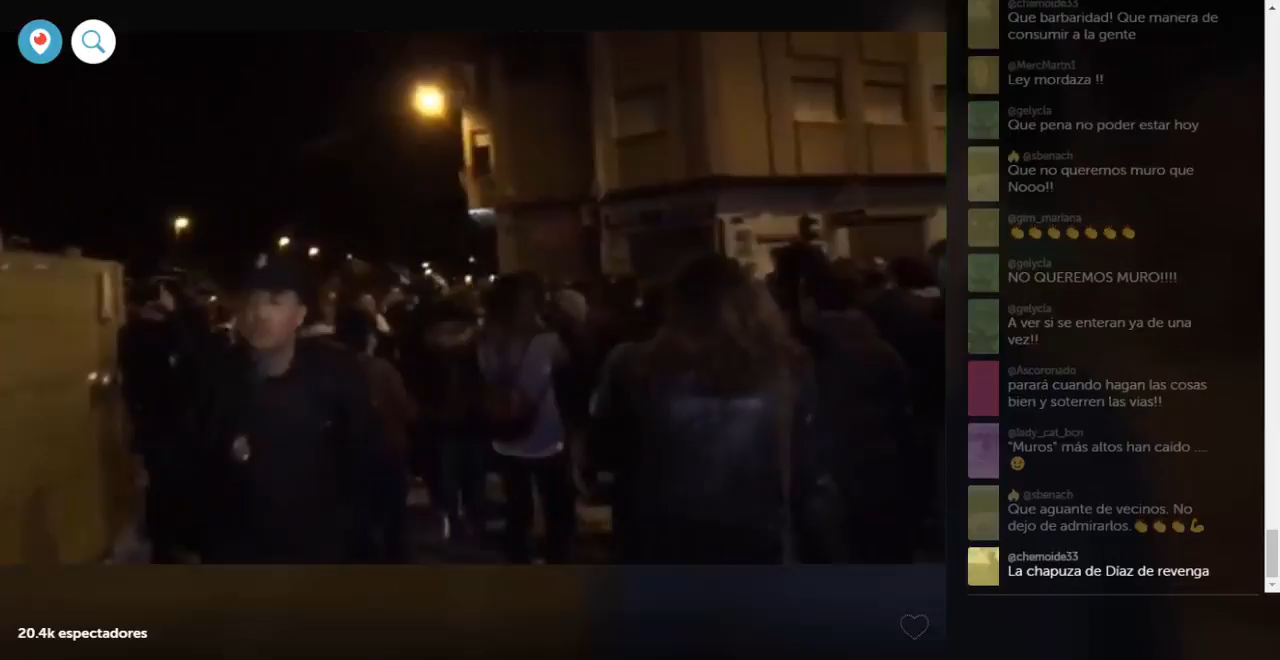 @chemoide33
Que barbaridad! Que manera de
consumir a la gente
@MercMartn1
Ley mordaza !!
@gelycla
Que pena no poder estar hoy
🔥 @sbenach
Que no queremos muro que
Nooo!!
@gim_mariana
👏👏👏👏👏👏👏
@gelycla
NO QUEREMOS MURO!!!!
@gelycla
A ver si se enteran ya de una
vez!!
@Ascoronado
parará cuando hagan las cosas
bien y soterren las vias!!
@lady_cat_bcn
"Muros" más altos han caído ....
😉
🔥 @sbenach
Que aguante de vecinos. No
dejo de admirarlos.👏👏👏💪
@chemoide33
La chapuza de Díaz de revenga
20.4k espectadores